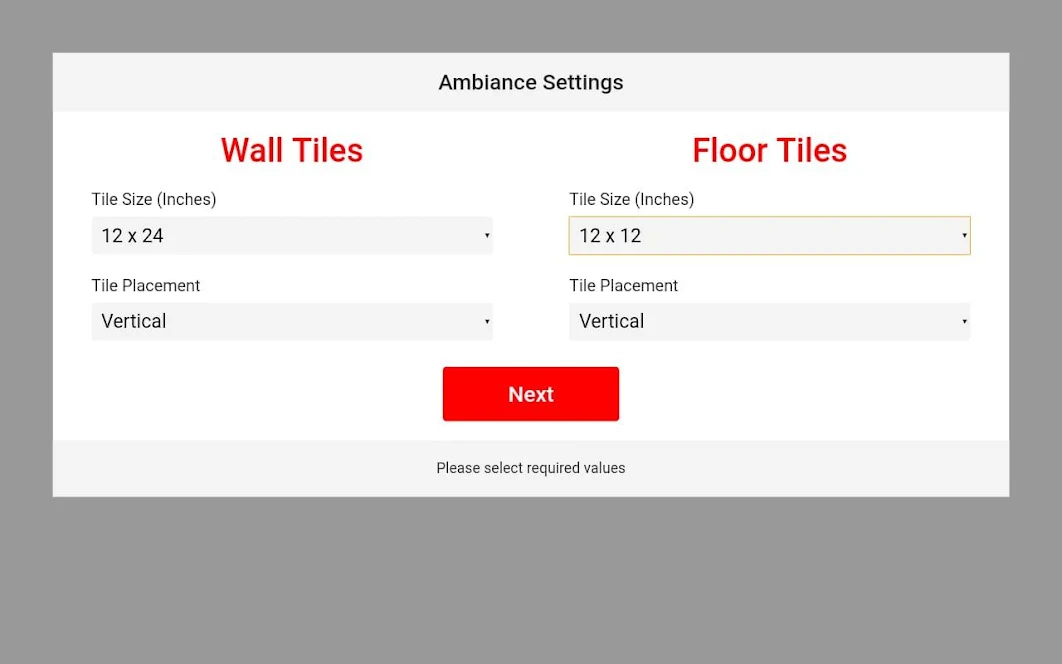 Ambiance Settings
Wall Tiles
Tile Size (Inches)
12 x 24
Tile Placement
Vertical
Floor Tiles
Tile Size (Inches)
12 x 12
Tile Placement
Vertical
Next
Please select required values